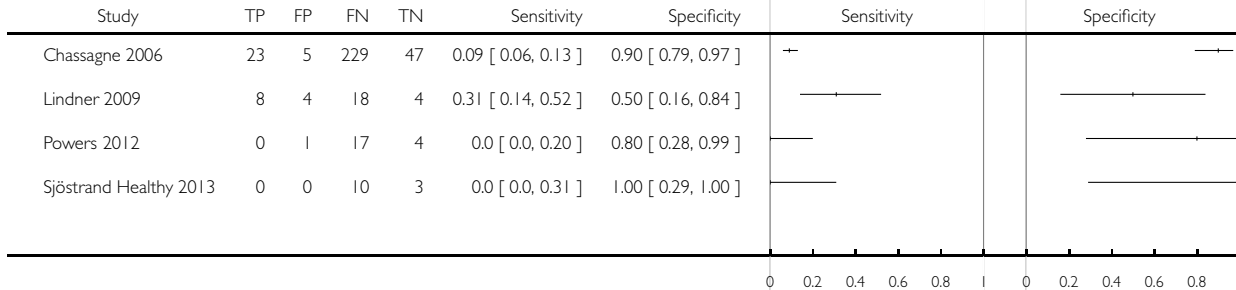 Study TP FP FN TN Sensitivity Specificity Sensitivity Specificity
Chassagne 2006 23 5 229 47 0.09 [ 0.06, 0.13 ] 0.90 [ 0.79, 0.97 ]
Lindner 2009 8 4 18 4 0.31 [ 0.14, 0.52 ] 0.50 [ 0.16, 0.84 ]
Powers 2012 0 1 17 4 0.0 [ 0.0, 0.20 ] 0.80 [ 0.28, 0.99 ]
Sjöstrand Healthy 2013 0 0 10 3 0.0 [ 0.0, 0.31 ] 1.00 [ 0.29, 1.00 ]
0 0.2 0.4 0.6 0.8 1 0 0.2 0.4 0.6 0.8